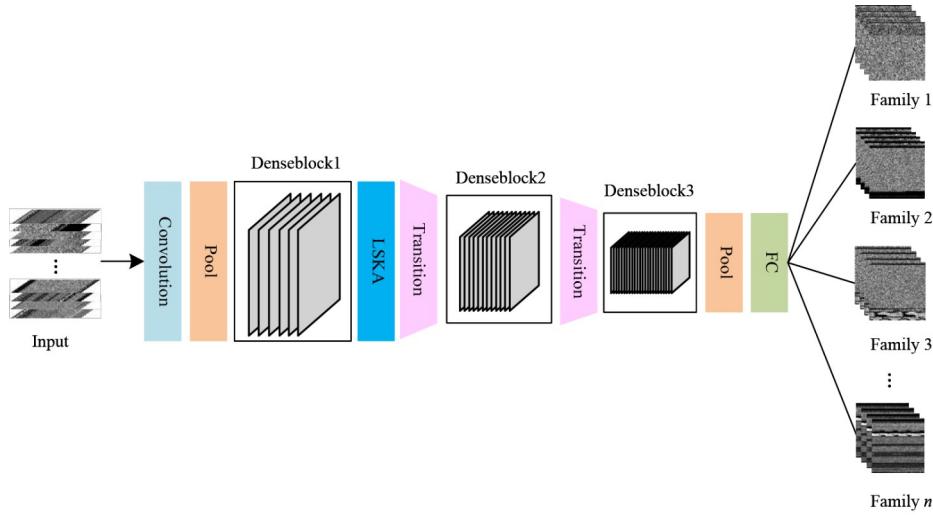 Input
Convolution
Pool
Denseblock1
LSKA
Transition
Denseblock2
Transition
Denseblock3
Pool
FC
Family 1
Family 2
Family 3
Family n